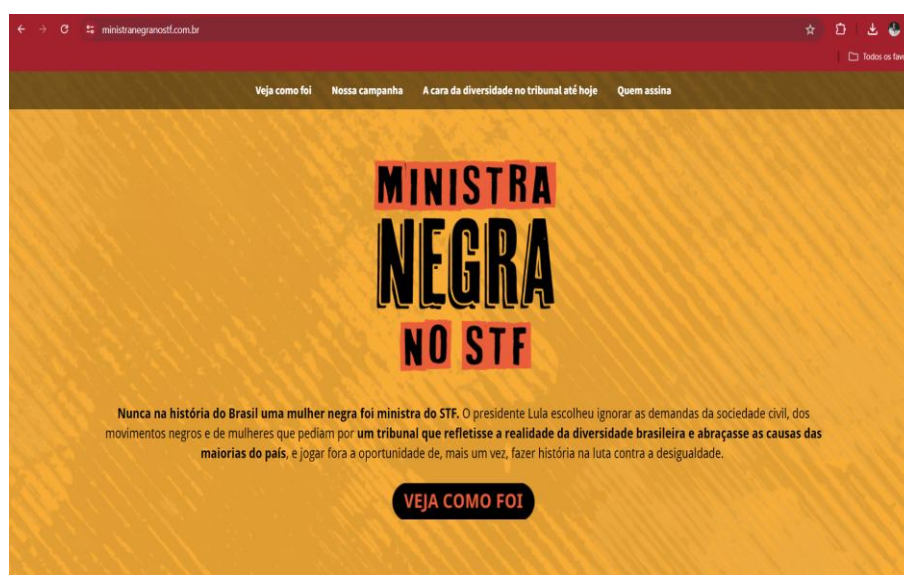 ministranegranostf.com.br
Todos os fav
Veja como foi Nossa campanha A cara da diversidade no tribunal até hoje Quem assina
MINISTRA
NEGRA
NO STF
Nunca na história do Brasil uma mulher negra foi ministra do STF. O presidente Lula escolheu ignorar as demandas da sociedade civil, dos
movimentos negros e de mulheres que pediam por um tribunal que refletisse a realidade da diversidade brasileira e abraçasse as causas das
maiorias do país, e jogar fora a oportunidade de, mais um vez, fazer história na luta contra a desigualdade.
VEJA COMO FOI